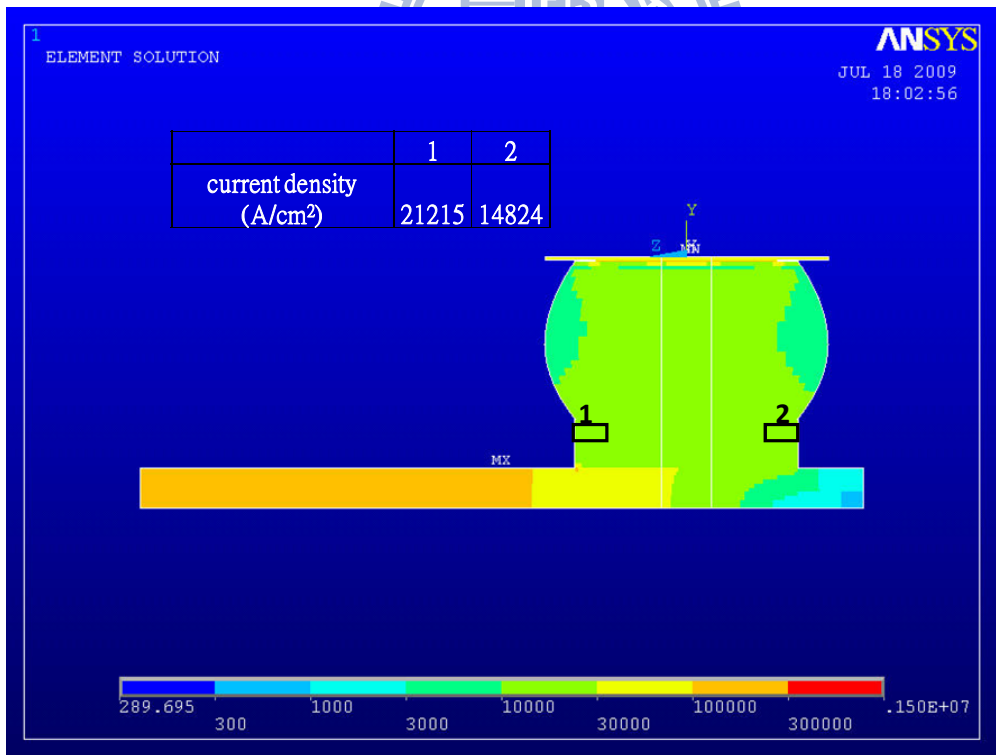 1
ELEMENT SOLUTION
ANSYS
JUL 18 2009
18:02:56
1 2
current density
(A/cm²) 21215 14824
Y
Z MN
1 2
MX
289.695 1000 10000 100000 .150E+07
300 3000 30000 300000